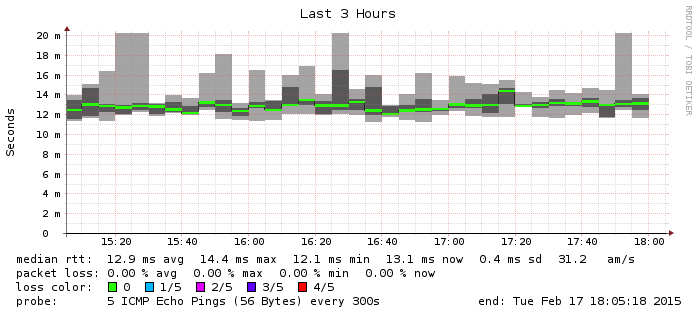 Last 3 Hours
RRDTOOL / TOBI OETIKER
Seconds
20 m
18 m
16 m
14 m
12 m
10 m
8 m
6 m
4 m
2 m
0
15:20 15:40 16:00 16:20 16:40 17:00 17:20 17:40 18:00
median rtt: 12.9 ms avg 14.4 ms max 12.1 ms min 13.1 ms now 0.4 ms sd 31.2 am/s
packet loss: 0.00 % avg 0.00 % max 0.00 % min 0.00 % now
loss color: 0 1/5 2/5 3/5 4/5
probe: 5 ICMP Echo Pings (56 Bytes) every 300s end: Tue Feb 17 18:05:18 2015